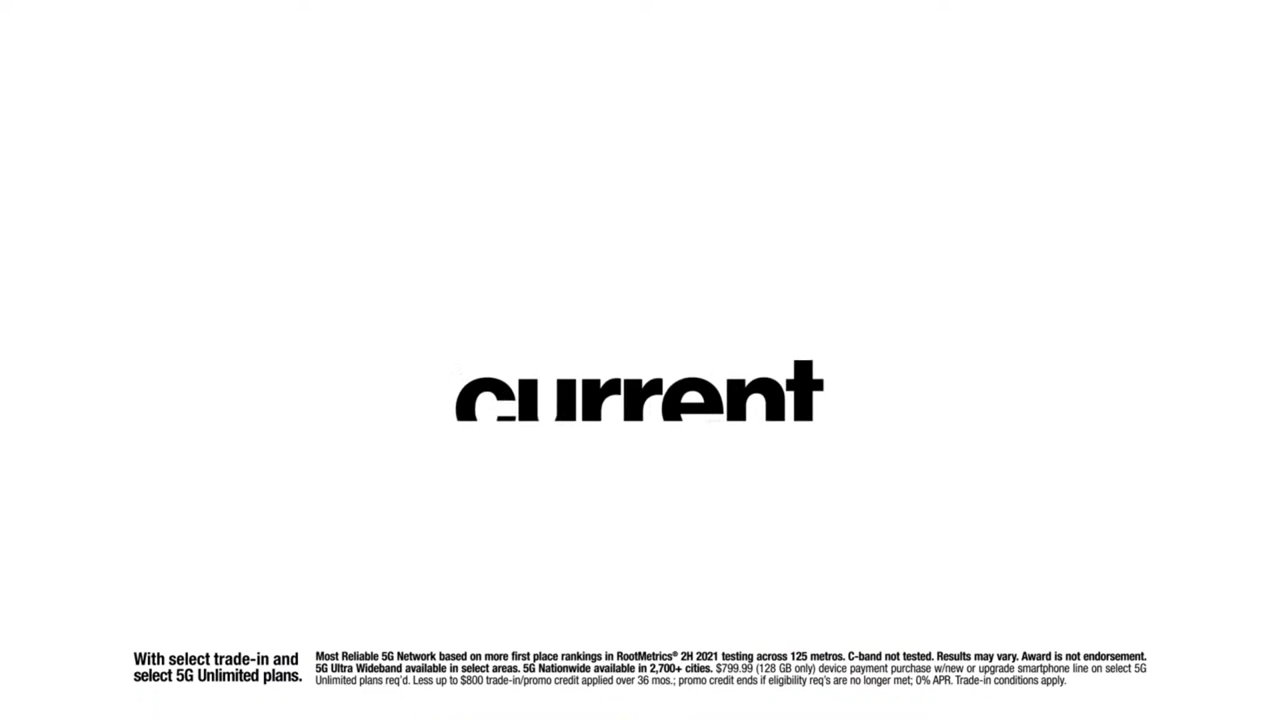 current
With select trade-in and
select 5G Unlimited plans.
Most Reliable 5G Network based on more first place rankings in RootMetrics® 2H 2021 testing across 125 metros. C-band not tested. Results may vary. Award is not endorsement.
5G Ultra Wideband available in select areas. 5G Nationwide available in 2,700+ cities. $799.99 (128 GB only) device payment purchase w/new or upgrade smartphone line on select 5G
Unlimited plans req'd. Less up to $800 trade-in/promo credit applied over 36 mos.; promo credit ends if eligibility req's are no longer met; 0% APR. Trade-in conditions apply.